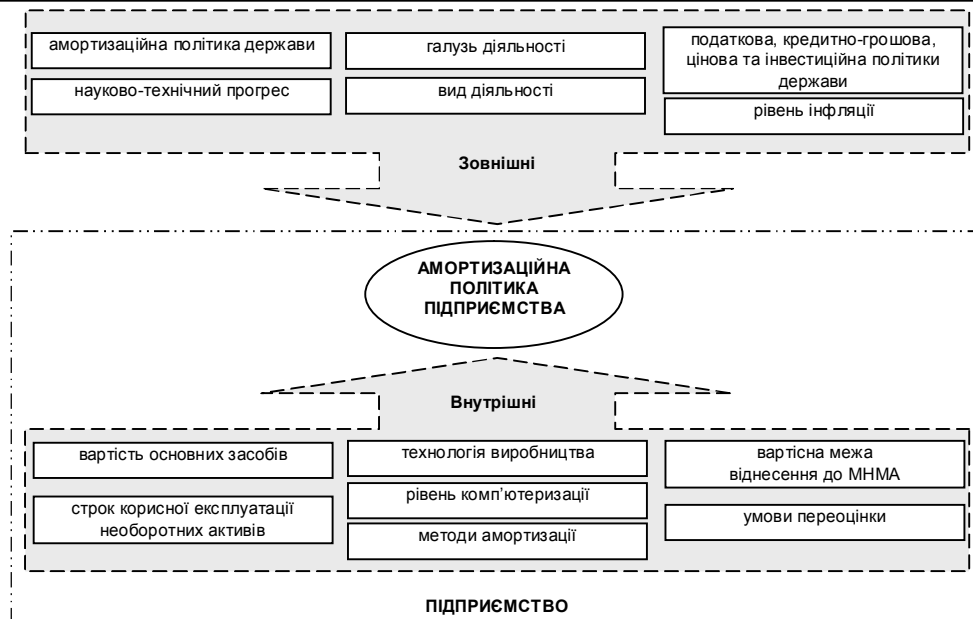 амортизаційна політика держави
науково-технічний прогрес
галузь діяльності
вид діяльності
податкова, кредитно-грошова,
цінова та інвестиційна політики
держави
рівень інфляції
Зовнішні
АМОРТИЗАЦІЙНА
ПОЛІТИКА
ПІДПРИЄМСТВА
Внутрішні
вартість основних засобів
строк корисної експлуатації
необоротних активів
технологія виробництва
рівень комп’ютеризації
методи амортизації
вартісна межа
віднесення до МНМА
умови переоцінки
ПІДПРИЄМСТВО